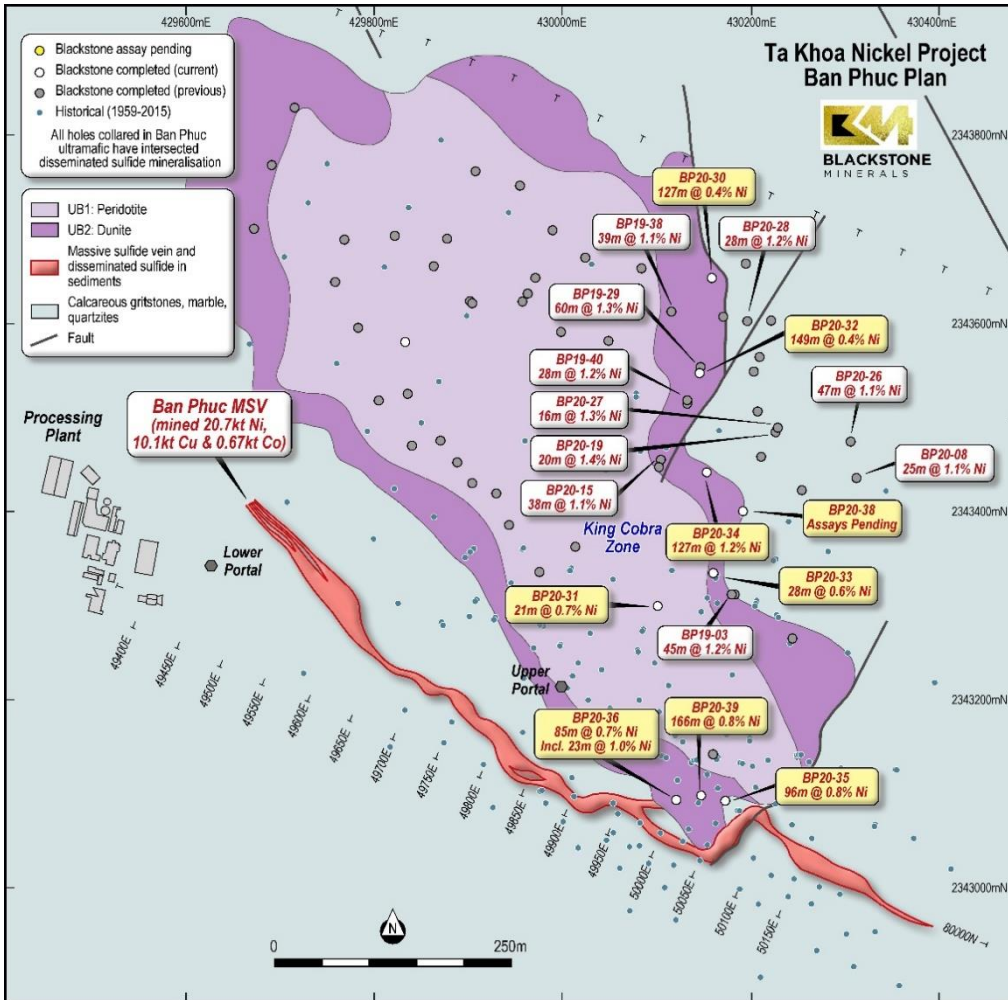 429600mE
429800mE
430000mE
430200mE
430400mE
Blackstone assay pending
Blackstone completed (current)
Blackstone completed (previous)
Historical (1959-2015)
All holes collared in Ban Phuc
ultramafic have intersected
disseminated sulfide mineralisation
UB1: Peridotite
UB2: Dunite
Massive sulfide vein and
disseminated sulfide in
sediments
Calcareous gritstones, marble,
quartzites
Fault
Ta Khoa Nickel Project
Ban Phuc Plan
BLACKSTONE
MINERALS
2343800mN
2343600mN
2343400mN
2343200mN
2343000mN
BP20-30
127m @ 0.4% Ni
BP19-38
39m @ 1.1% Ni
BP20-28
28m @ 1.2% Ni
BP19-29
60m @ 1.3% Ni
BP20-32
149m @ 0.4% Ni
BP19-40
28m @ 1.2% Ni
BP20-26
47m @ 1.1% Ni
BP20-27
16m @ 1.3% Ni
BP20-19
20m @ 1.4% Ni
BP20-08
25m @ 1.1% Ni
BP20-15
38m @ 1.1% Ni
BP20-38
Assays Pending
King Cobra
Zone
BP20-34
127m @ 1.2% Ni
BP20-33
28m @ 0.6% Ni
BP20-31
21m @ 0.7% Ni
BP19-03
45m @ 1.2% Ni
BP20-39
166m @ 0.8% Ni
BP20-36
85m @ 0.7% Ni
Incl. 23m @ 1.0% Ni
BP20-35
96m @ 0.8% Ni
Ban Phuc MSV
(mined 20.7kt Ni,
10.1kt Cu & 0.67kt Co)
Processing
Plant
Lower
Portal
Upper
Portal
49400E
49450E
49500E
49550E
49600E
49650E
49700E
49750E
49800E
49850E
49900E
49950E
50000E
50050E
50100E
50150E
80000N
N
0
250m